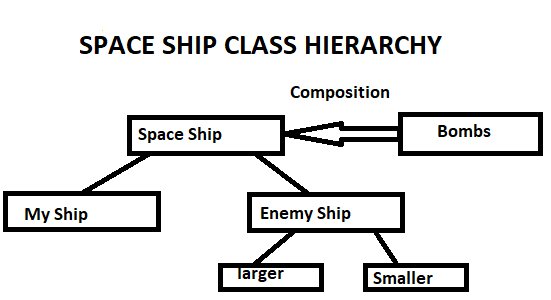 SPACE SHIP CLASS HIERARCHY
Composition
Space Ship
Bombs
My Ship
Enemy Ship
larger
Smaller